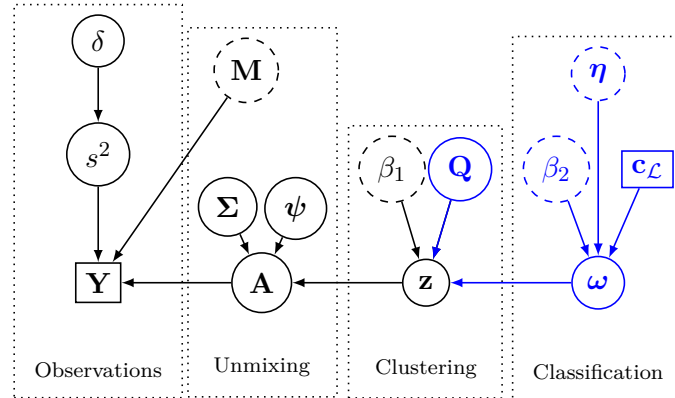 δ
M
η
s²
β₁
Q
β₂
c_ℒ
Σ
ψ
Y
A
z
ω
Observations
Unmixing
Clustering
Classification